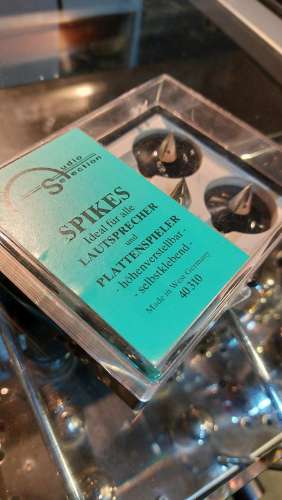 Audio
Selection
SPIKES
Ideal für alle
LAUTSPRECHER
und
PLATTENSPIELER
- höhenverstellbar -
- selbstklebend -
Made in West Germany
40 310